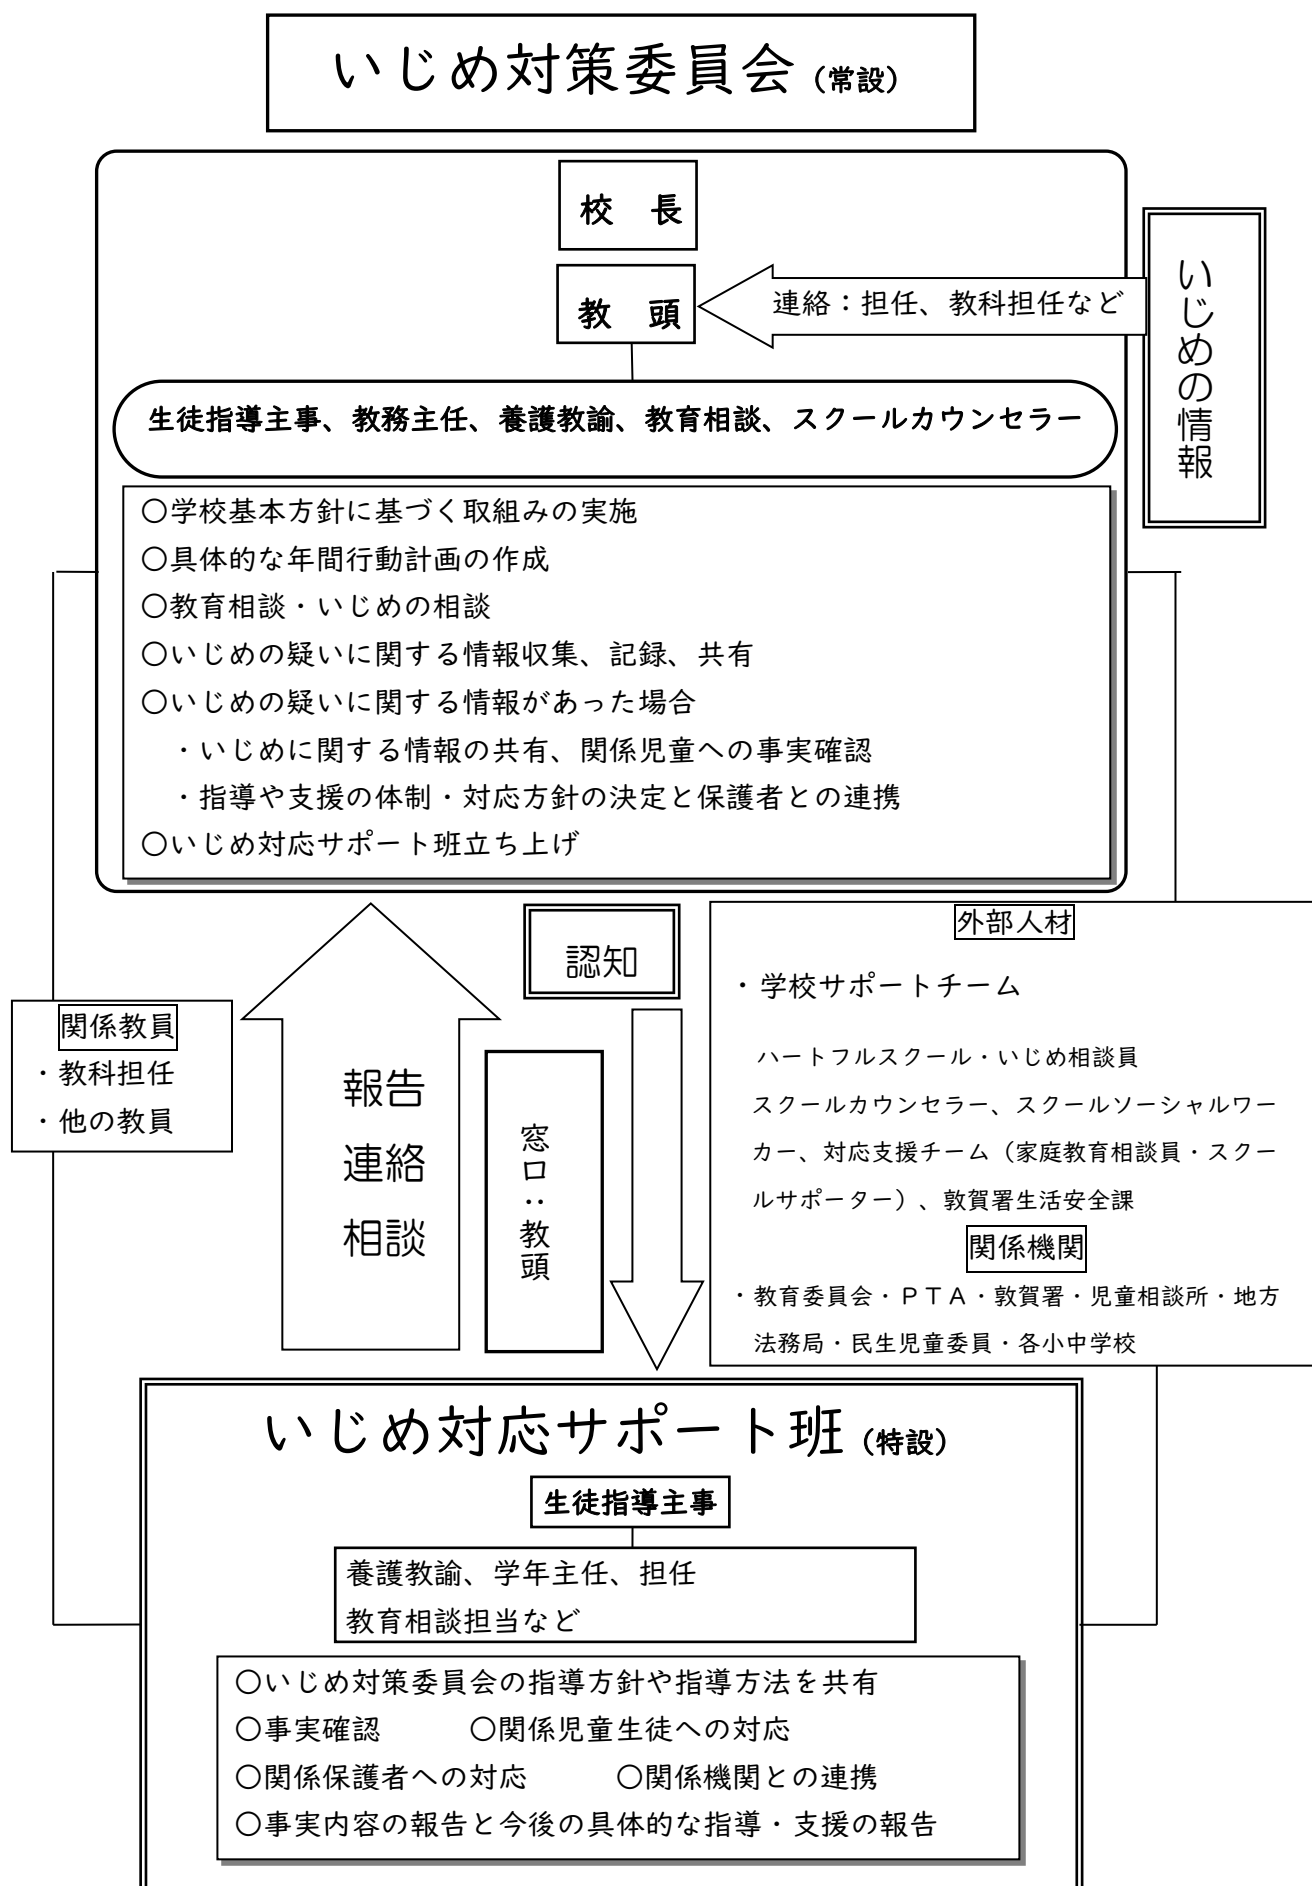 いじめ対策委員会（常設）
校　長
教　頭
連絡：担任、教科担任など
いじめの情報
生徒指導主事、教務主任、養護教諭、教育相談、スクールカウンセラー
〇学校基本方針に基づく取組みの実施
〇具体的な年間行動計画の作成
〇教育相談・いじめの相談
〇いじめの疑いに関する情報収集、記録、共有
〇いじめの疑いに関する情報があった場合
・いじめに関する情報の共有、関係児童への事実確認
・指導や支援の体制・対応方針の決定と保護者との連携
〇いじめ対応サポート班立ち上げ
関係教員
・教科担任
・他の教員
報告
連絡
相談
認知
窓口：教頭
外部人材
・学校サポートチーム
ハートフルスクール・いじめ相談員
スクールカウンセラー、スクールソーシャルワー
カー、対応支援チーム（家庭教育相談員・スクー
ルサポーター）、敦賀署生活安全課
関係機関
・教育委員会・ＰＴＡ・敦賀署・児童相談所・地方
法務局・民生児童委員・各小中学校
いじめ対応サポート班（特設）
生徒指導主事
養護教諭、学年主任、担任
教育相談担当など
〇いじめ対策委員会の指導方針や指導方法を共有
〇事実確認　　　〇関係児童生徒への対応
〇関係保護者への対応　　　〇関係機関との連携
〇事実内容の報告と今後の具体的な指導・支援の報告